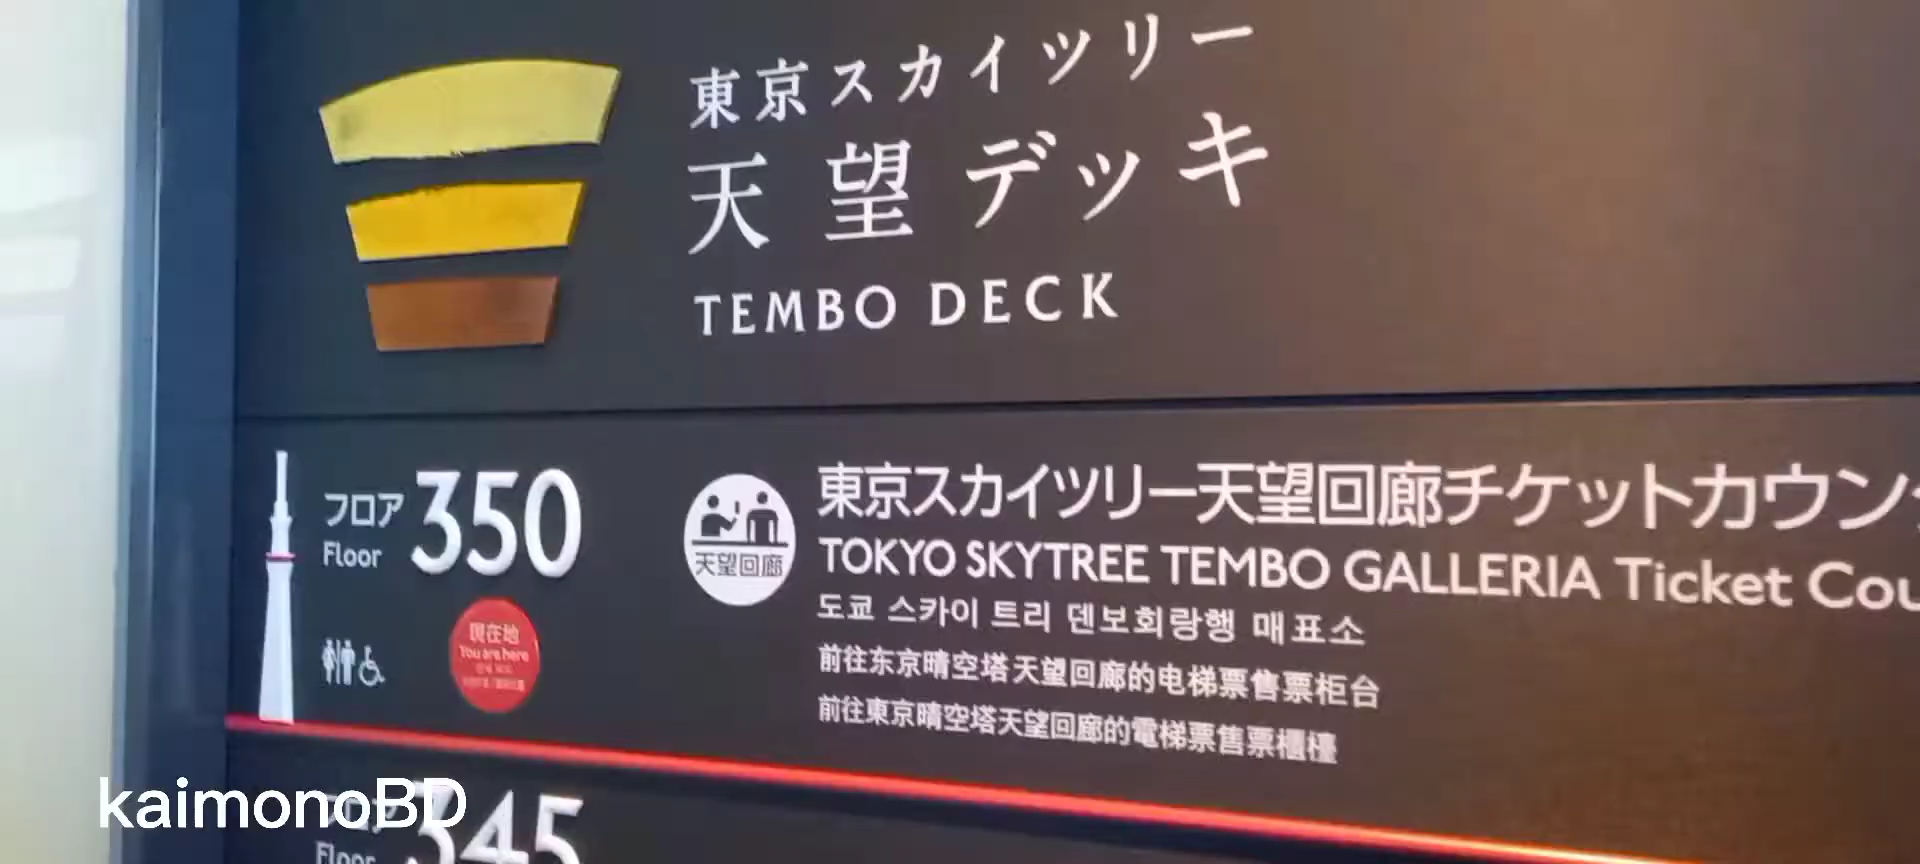 東京スカイツリー
天望デッキ
TEMBO DECK
フロア 350
Floor
現在地
You are here
天望回廊
東京スカイツリー天望回廊チケットカウン
TOKYO SKYTREE TEMBO GALLERIA Ticket Cou
도쿄 스카이 트리 덴보회랑행 매표소
前往东京晴空塔天望回廊的电梯票售票柜台
前往東京晴空塔天望回廊的電梯票售票櫃檯
フロア 345
Floor
kaimonoBD